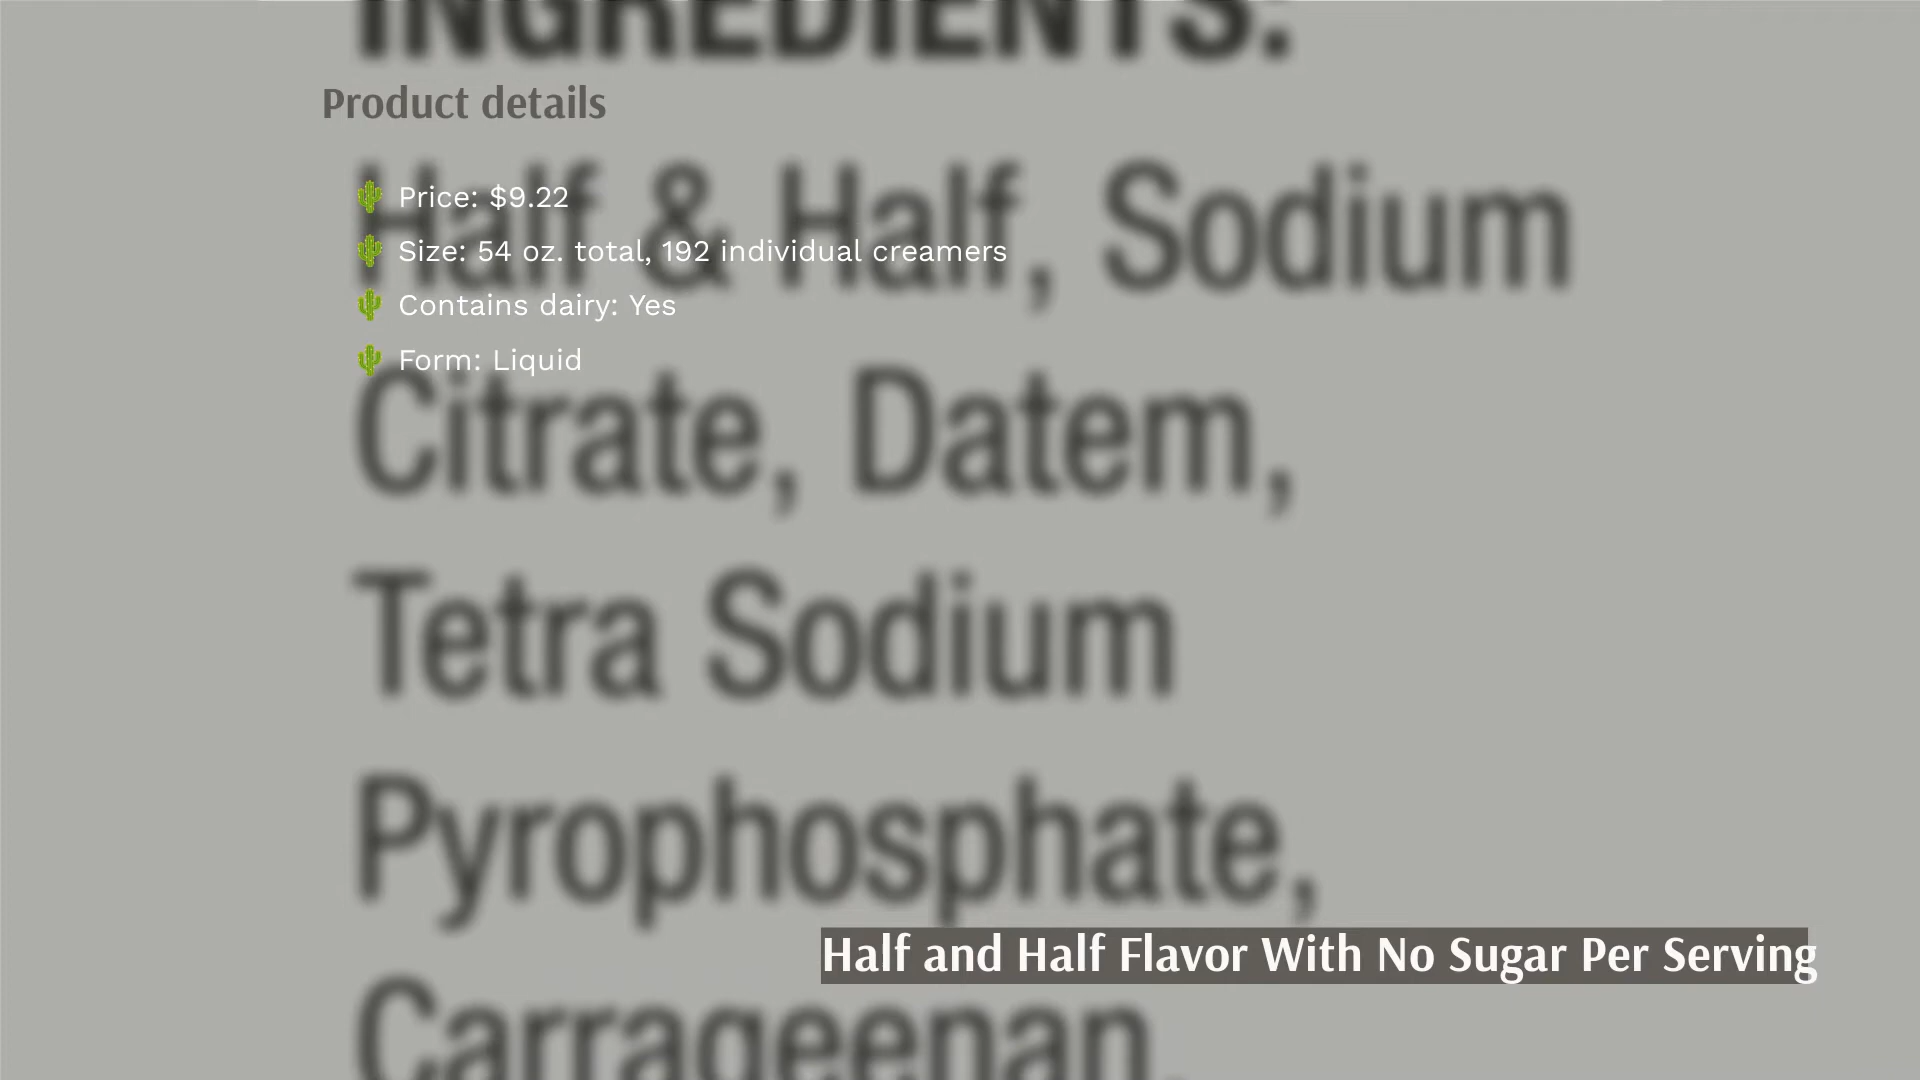 INGREDIENTS:
Product details
Half & Half, Sodium
Price: $9.22
Size: 54 oz. total, 192 individual creamers
Contains dairy: Yes
Form: Liquid
Citrate, Datem,
Tetra Sodium
Pyrophosphate,
Half and Half Flavor With No Sugar Per Serving
Carrageenan,